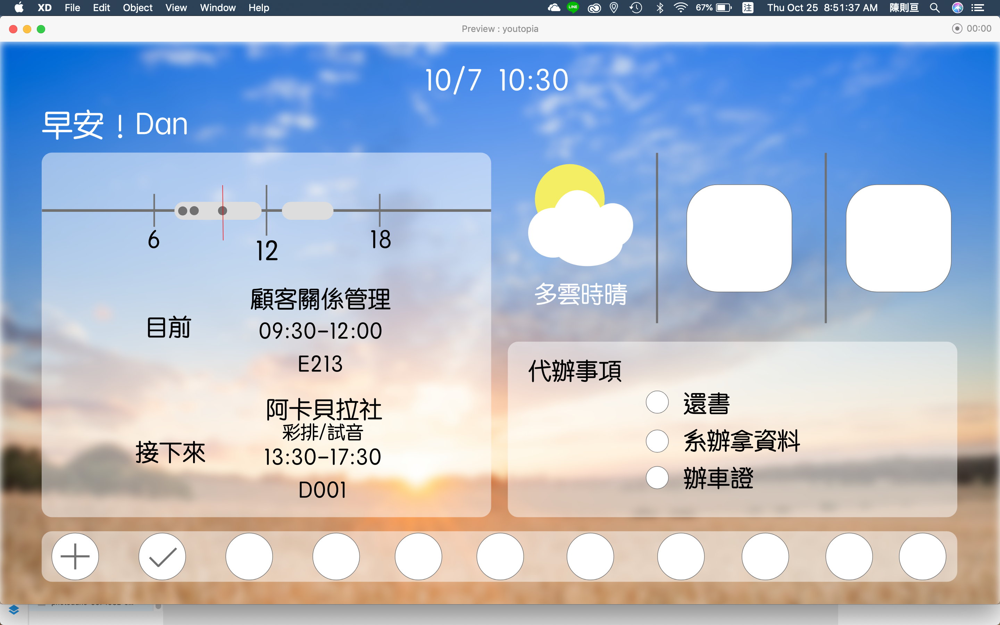 XD File Edit Object View Window Help
LINE 67% 注 Thu Oct 25 8:51:37 AM 陳則亘
Preview : youtopia
00:00
10/7 10:30
早安！Dan
6
12
18
目前
顧客關係管理
09:30-12:00
E213
接下來
阿卡貝拉社
彩排/試音
13:30-17:30
D001
多雲時晴
代辦事項
還書
系辦拿資料
辦車證